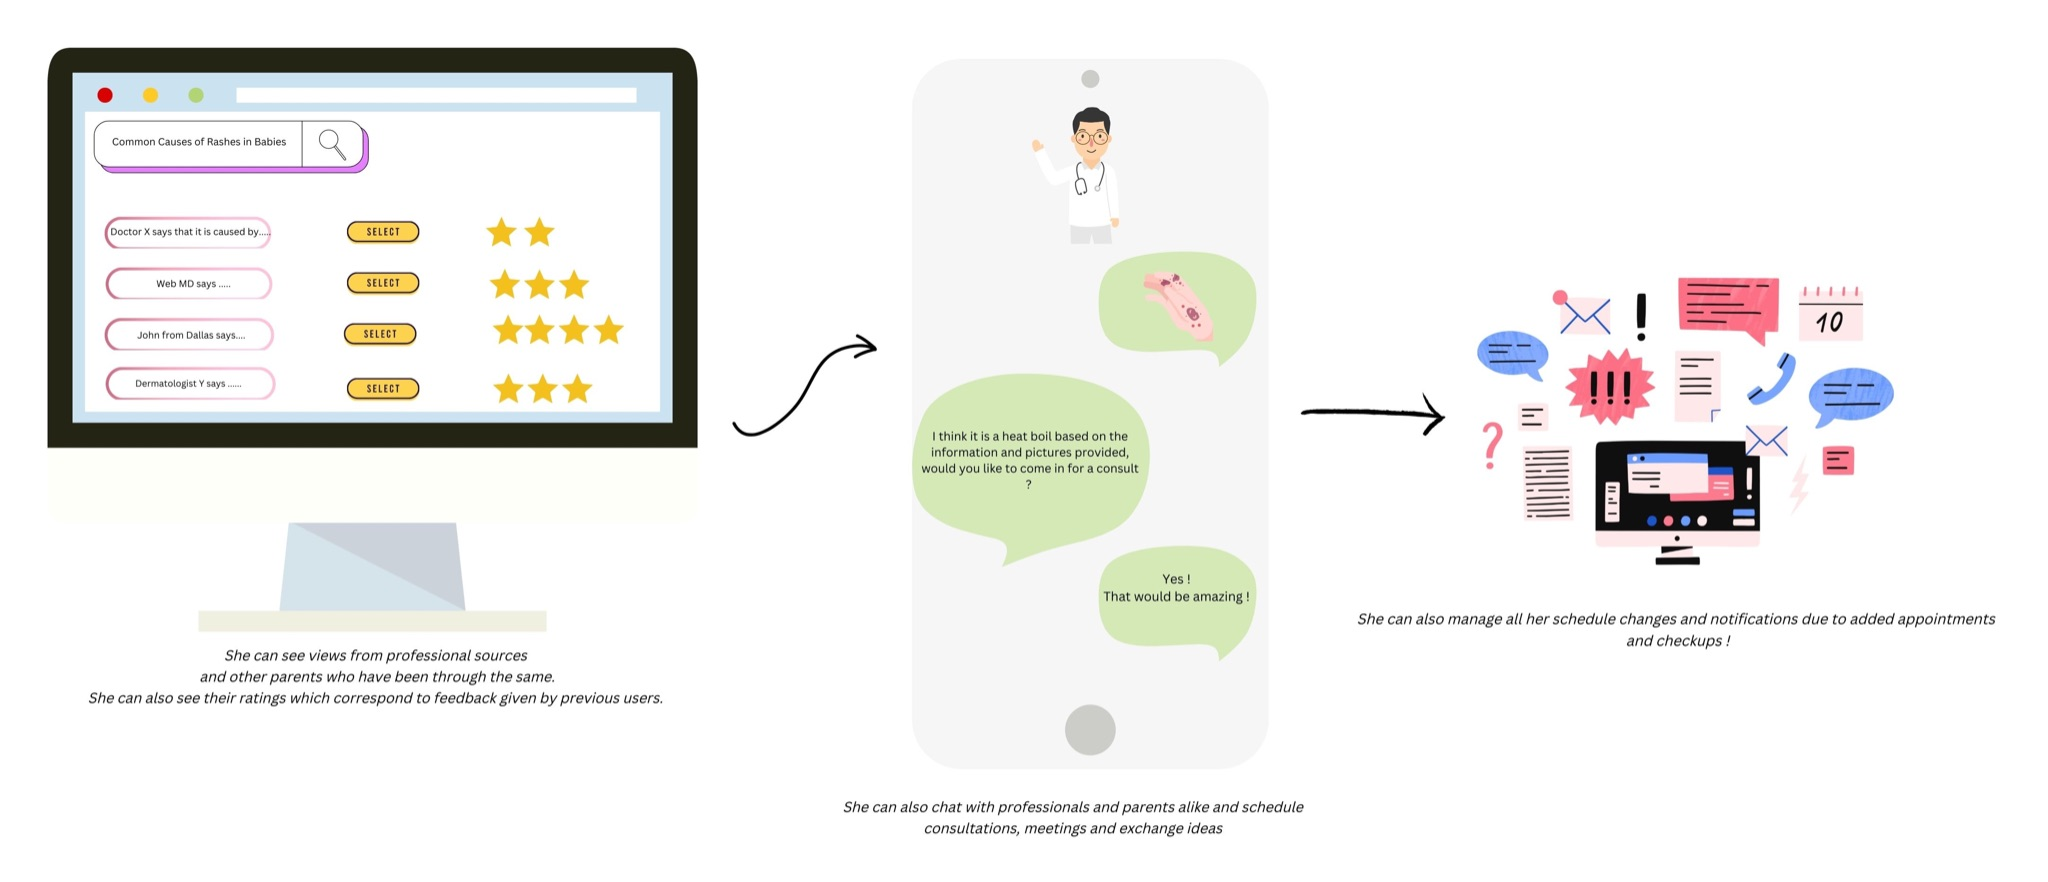 Common Causes of Rashes in Babies
Doctor X says that it is caused by.....
SELECT
Web MD says .....
SELECT
John from Dallas says....
SELECT
Dermatologist Y says ......
SELECT
She can see views from professional sources
and other parents who have been through the same.
She can also see their ratings which correspond to feedback given by previous users.
I think it is a heat boil based on the
information and pictures provided,
would you like to come in for a consult
?
Yes !
That would be amazing !
She can also chat with professionals and parents alike and schedule
consultations, meetings and exchange ideas
!
10
!!!
?
!
She can also manage all her schedule changes and notifications due to added appointments
and checkups !